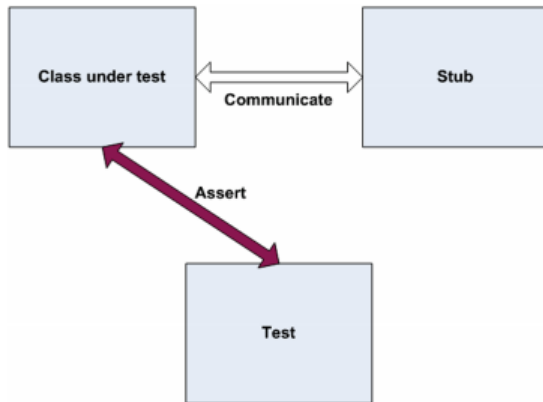 Class under test
Stub
Communicate
Assert
Test